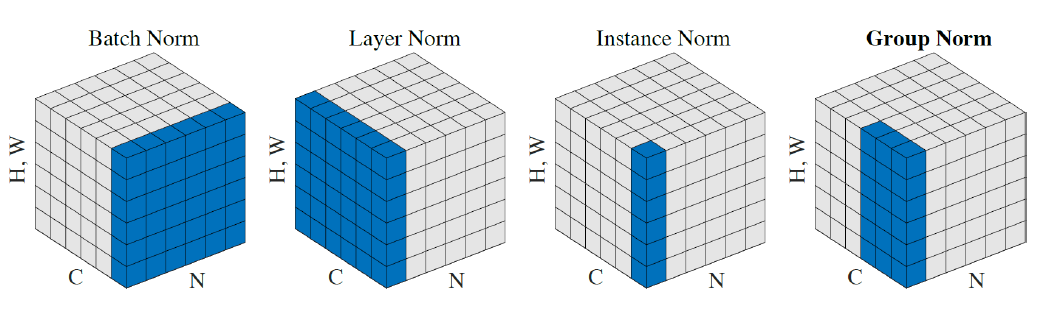 Batch Norm
Layer Norm
Instance Norm
Group Norm
H, W
C
N
H, W
C
N
H, W
C
N
H, W
C
N